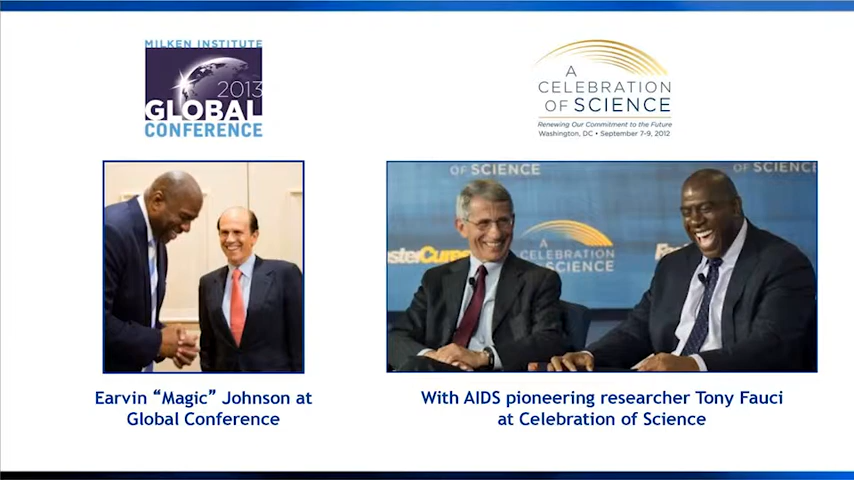 MILKEN INSTITUTE
2013
GLOBAL
CONFERENCE
A
CELEBRATION
OF SCIENCE
Renewing Our Commitment to the Future
Washington, DC • September 7-9, 2012
OF SCIENCE
OF SCIENCE
A
CELEBRATION
OF SCIENCE
Earvin “Magic” Johnson at
Global Conference
With AIDS pioneering researcher Tony Fauci
at Celebration of Science